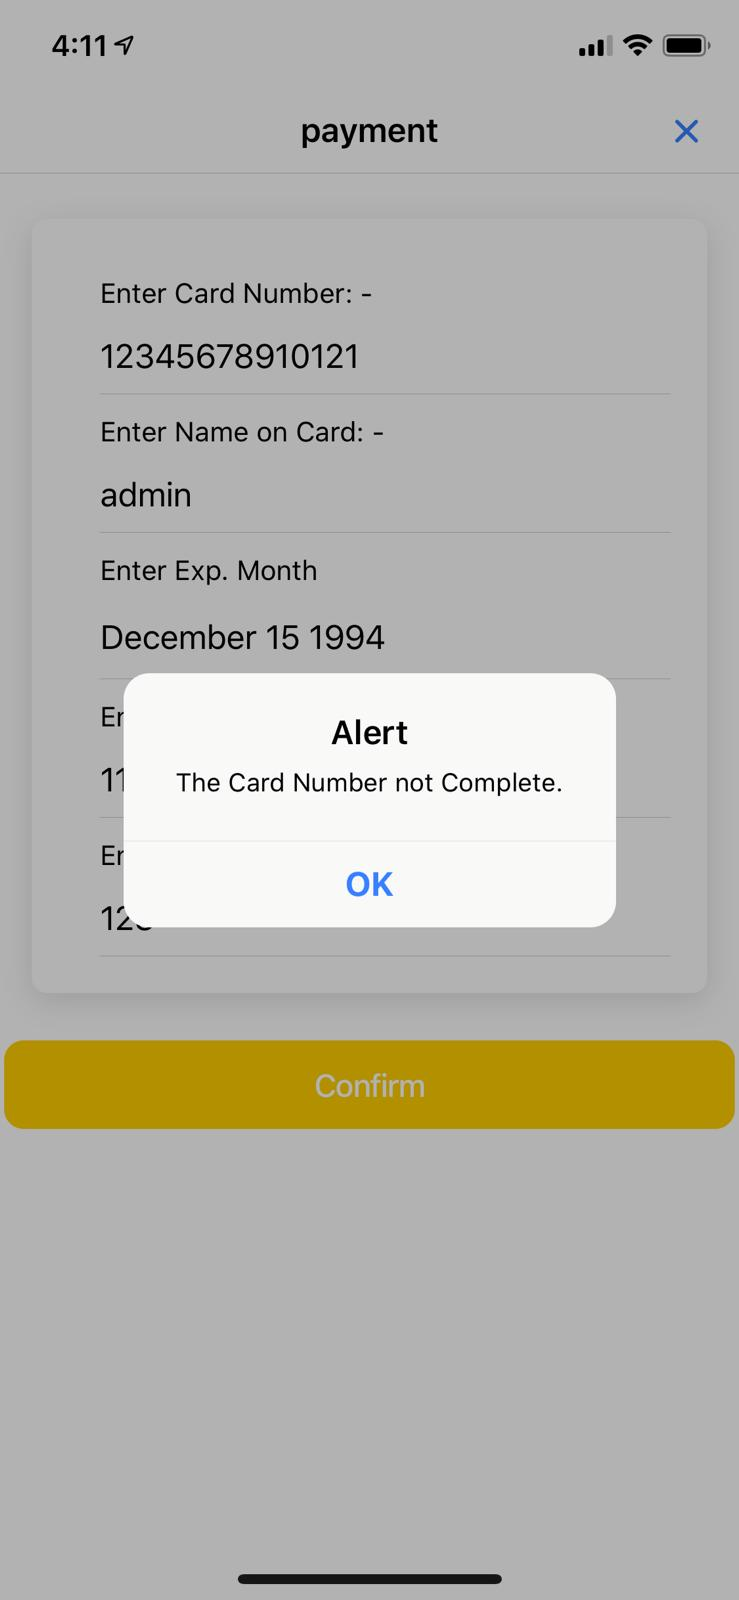 4:11
payment
Enter Card Number: -
12345678910121
Enter Name on Card: -
admin
Enter Exp. Month
December 15 1994
Alert
The Card Number not Complete.
OK
Confirm